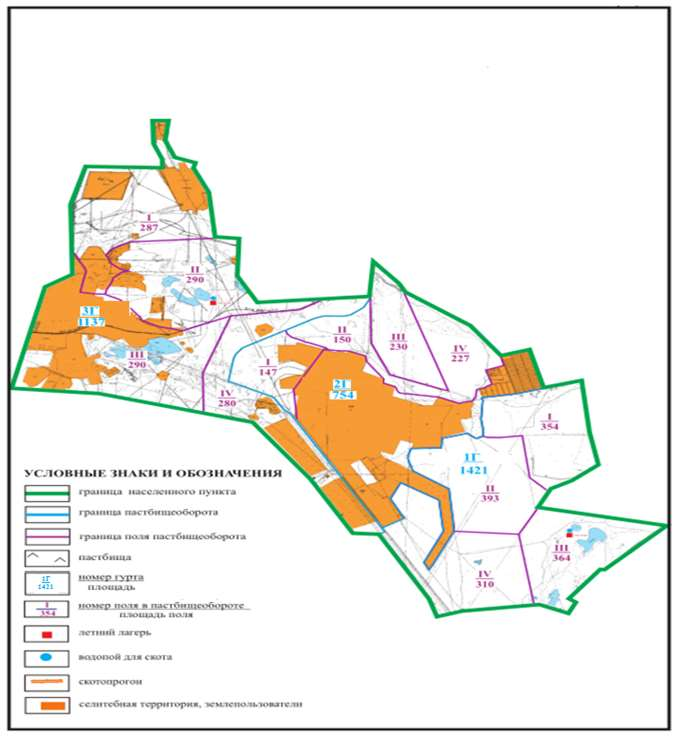 I
287
II
290
3Г
1137
III
290
IV
280
I
147
II
150
III
230
IV
227
2Г
754
I
354
1Г
1421
II
393
III
364
IV
310
УСЛОВНЫЕ ЗНАКИ И ОБОЗНАЧЕНИЯ
граница населенного пункта
граница пастбищеоборота
граница поля пастбищеоборота
пастбища
1Г
1421
номер гурта
площадь
I
354
номер поля в пастбищеобороте
площадь поля
летний лагерь
водопой для скота
скотопрогон
селитебная территория, землепользователи